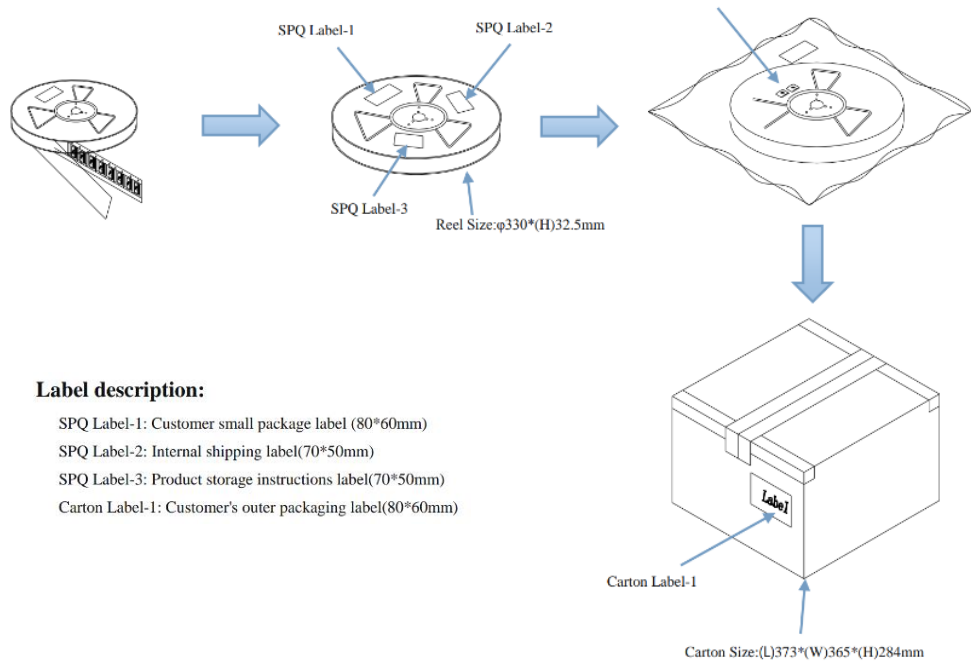 SPQ Label-1
SPQ Label-2
SPQ Label-3
Reel Size:φ330*(H)32.5mm
Label description:
SPQ Label-1: Customer small package label (80*60mm)
SPQ Label-2: Internal shipping label(70*50mm)
SPQ Label-3: Product storage instructions label(70*50mm)
Carton Label-1: Customer's outer packaging label(80*60mm)
Label
Carton Label-1
Carton Size:(L)373*(W)365*(H)284mm